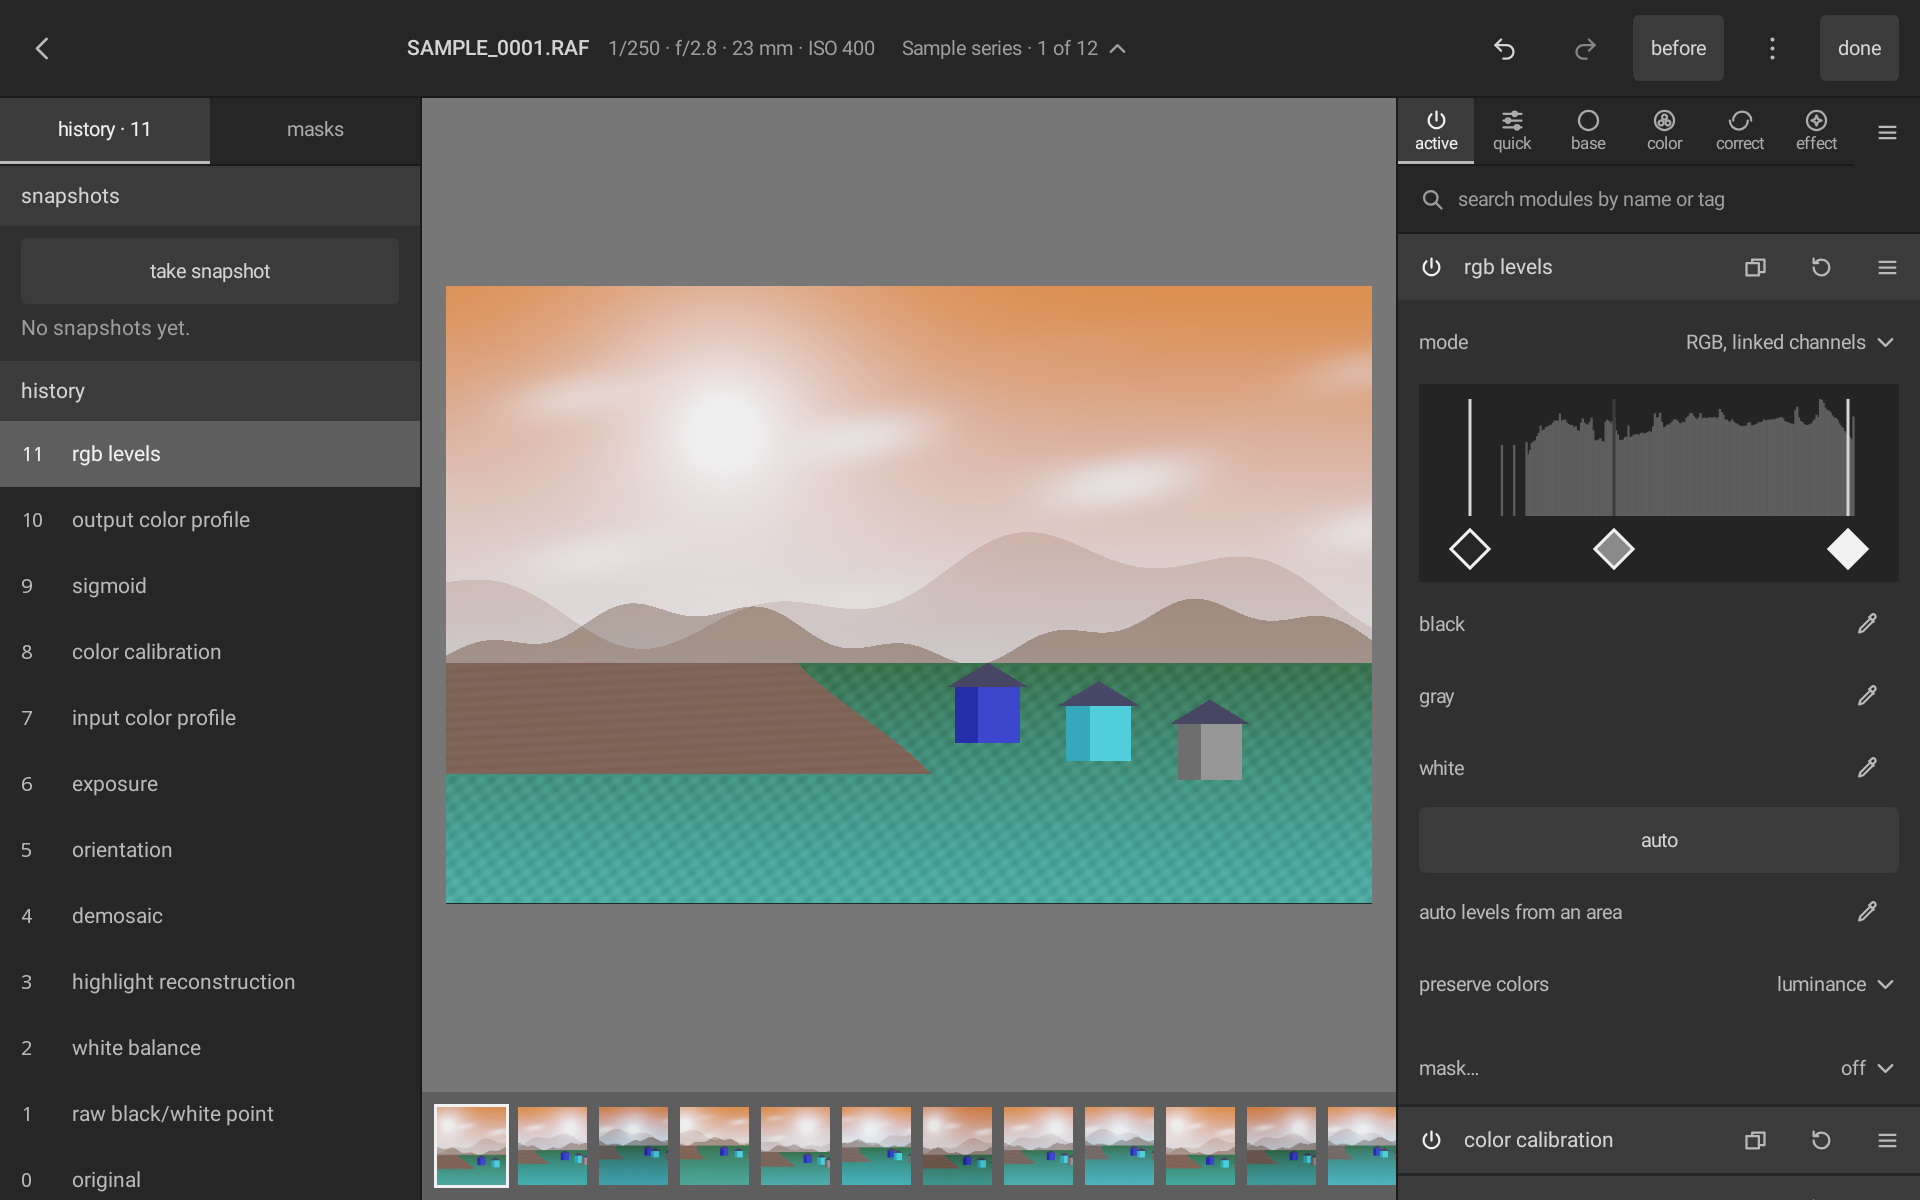 SAMPLE_0001.RAF 1/250 · f/2.8 · 23 mm · ISO 400 Sample series · 1 of 12
before
done
history · 11
masks
snapshots
take snapshot
No snapshots yet.
history
11 rgb levels
10 output color profile
9 sigmoid
8 color calibration
7 input color profile
6 exposure
5 orientation
4 demosaic
3 highlight reconstruction
2 white balance
1 raw black/white point
0 original
active
quick
base
color
correct
effect
search modules by name or tag
rgb levels
mode RGB, linked channels
black
gray
white
auto
auto levels from an area
preserve colors luminance
mask... off
color calibration